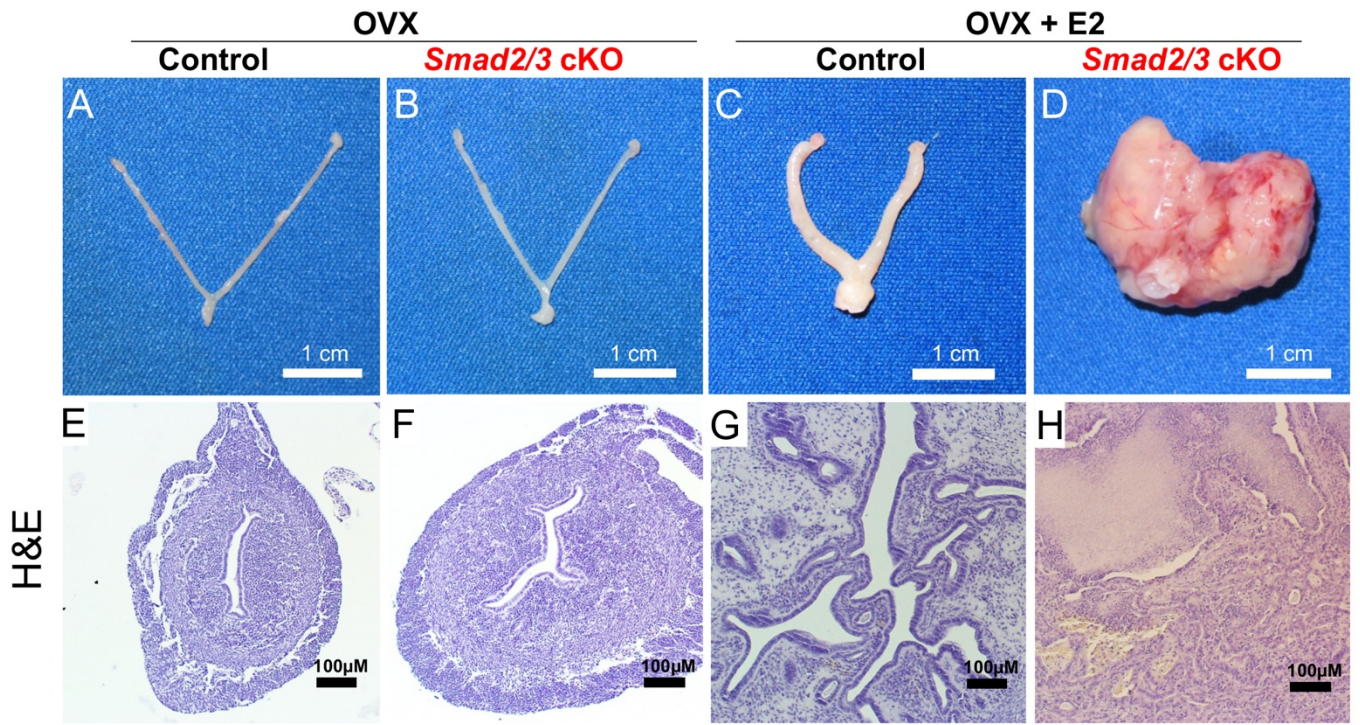 OVX OVX + E2
Control Smad2/3 cKO Control Smad2/3 cKO
A B C D
1 cm 1 cm 1 cm 1 cm
E F G H
H&E
100µM 100µM 100µM 100µM